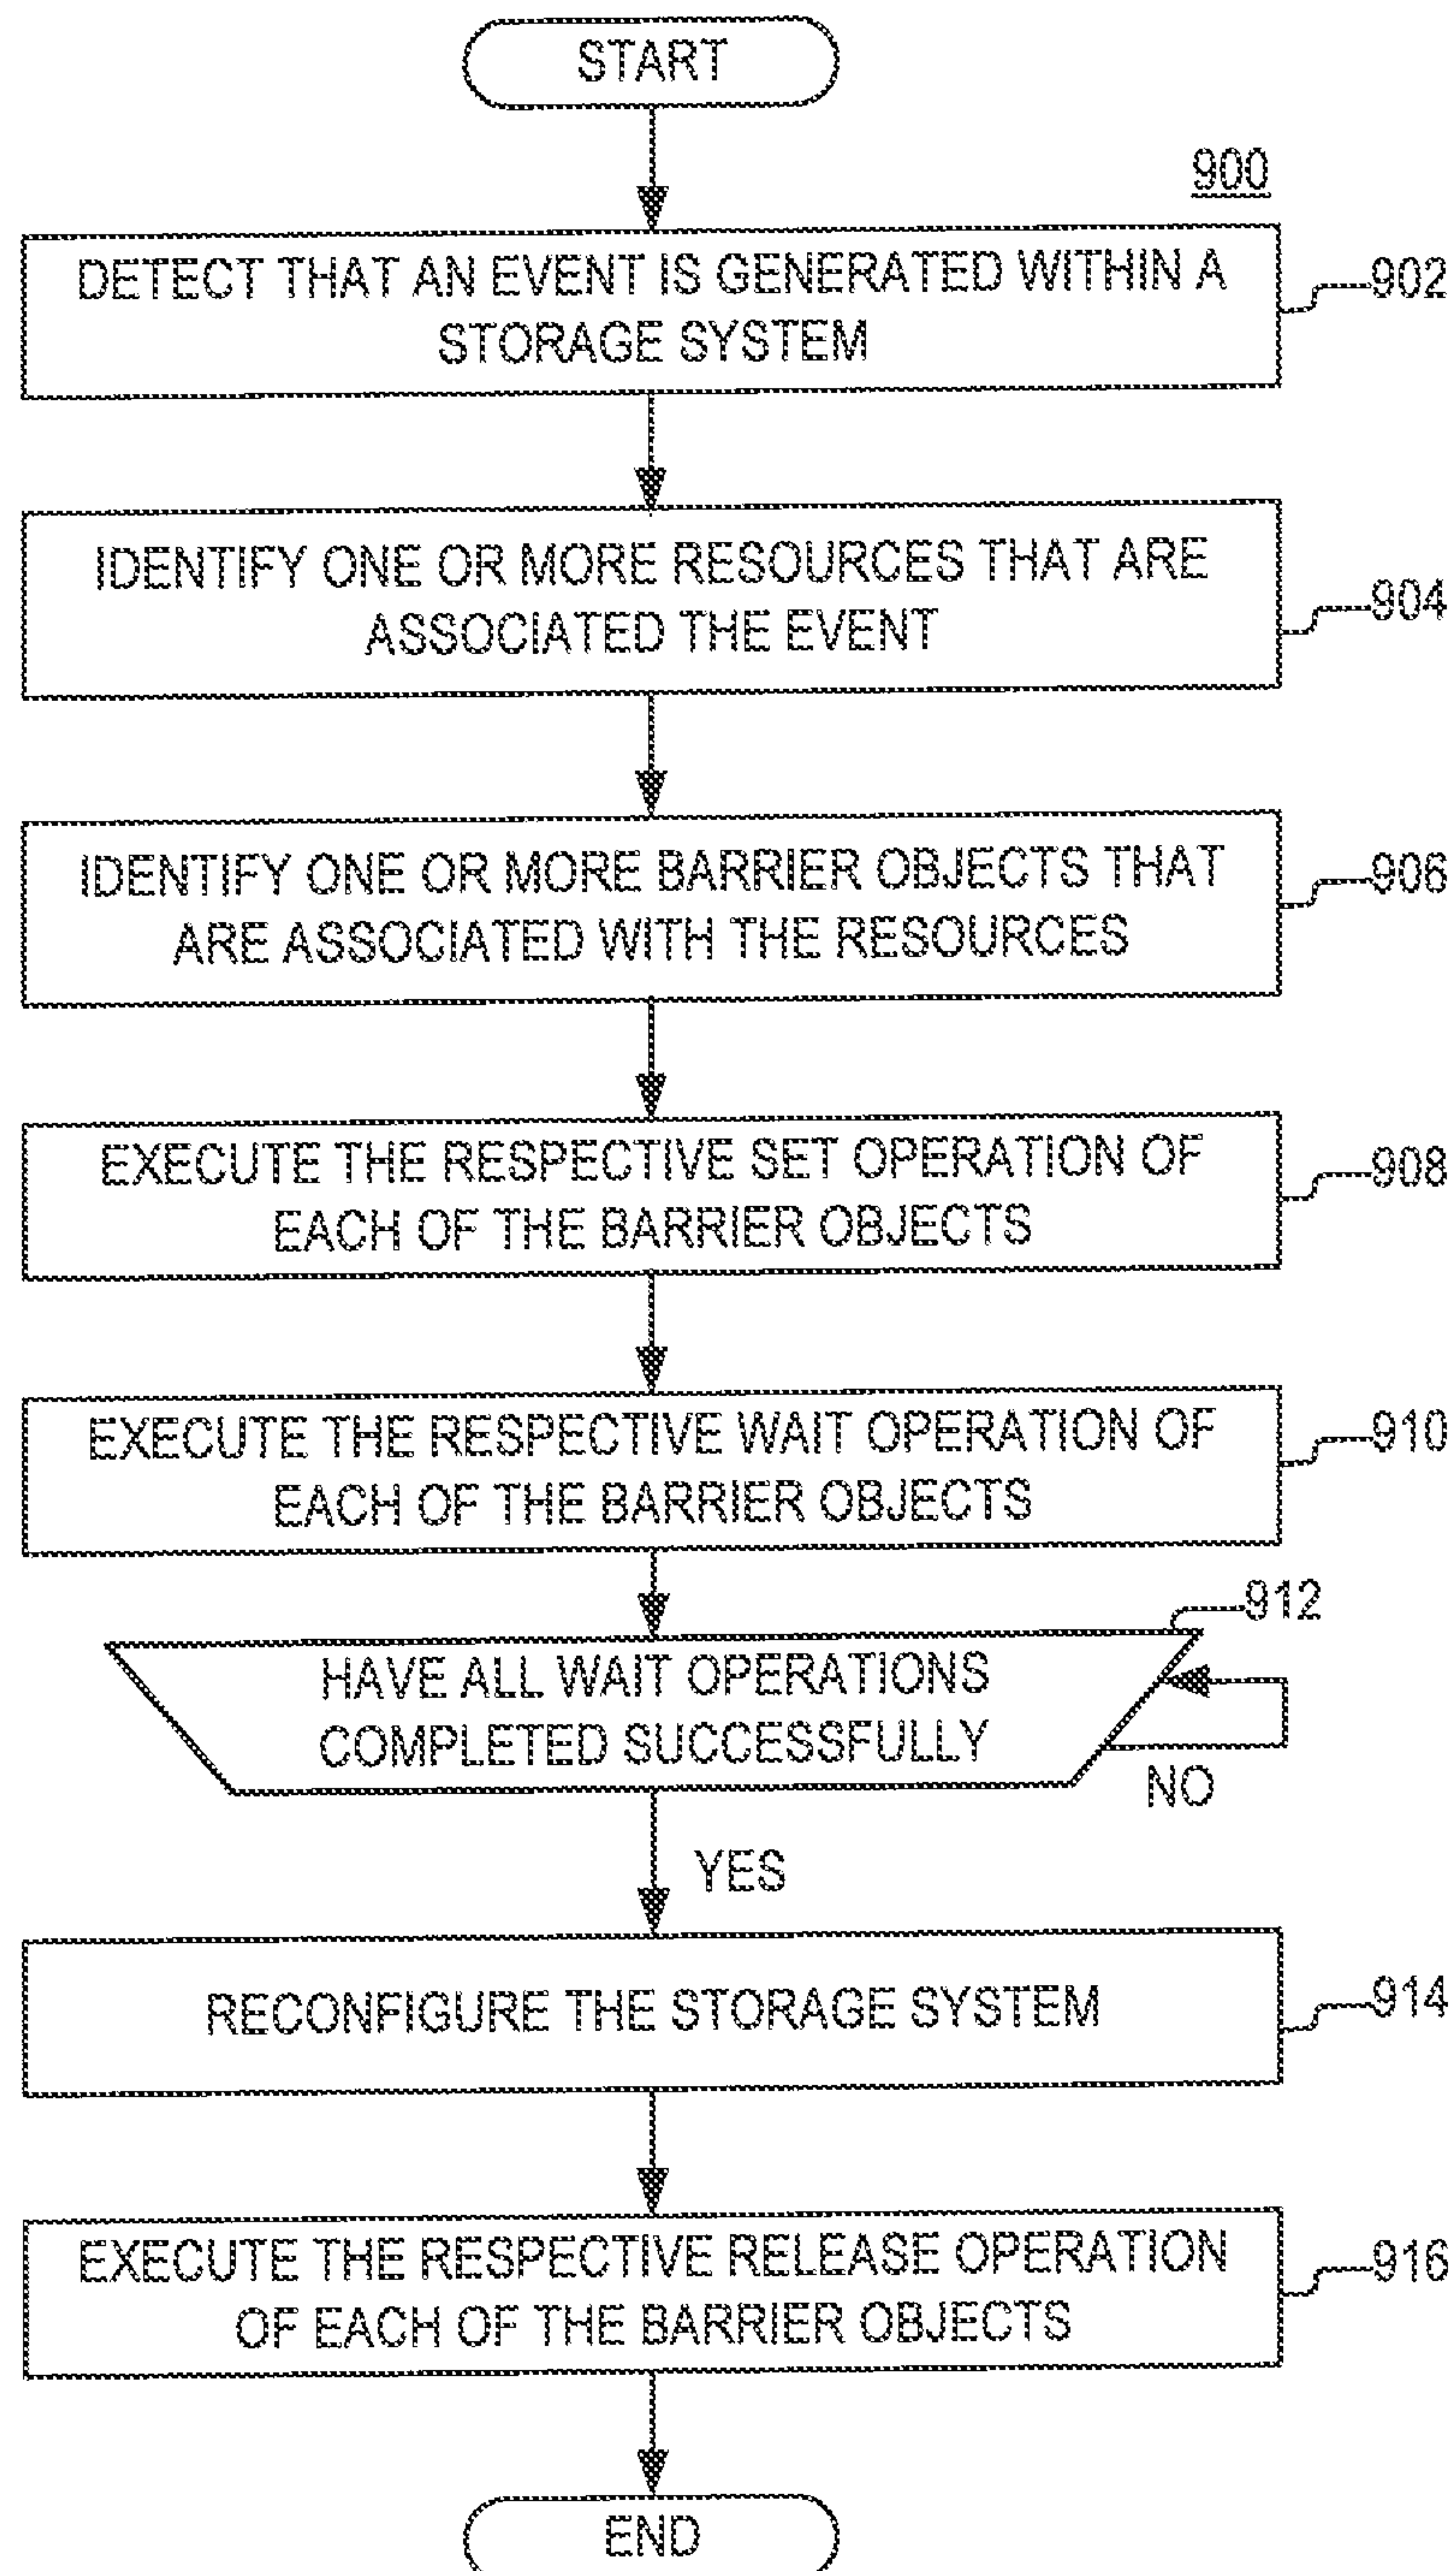 START
900
DETECT THAT AN EVENT IS GENERATED WITHIN A
STORAGE SYSTEM
902
IDENTIFY ONE OR MORE RESOURCES THAT ARE
ASSOCIATED THE EVENT
904
IDENTIFY ONE OR MORE BARRIER OBJECTS THAT
ARE ASSOCIATED WITH THE RESOURCES
906
EXECUTE THE RESPECTIVE SET OPERATION OF
EACH OF THE BARRIER OBJECTS
908
EXECUTE THE RESPECTIVE WAIT OPERATION OF
EACH OF THE BARRIER OBJECTS
910
912
HAVE ALL WAIT OPERATIONS
COMPLETED SUCCESSFULLY
NO
YES
RECONFIGURE THE STORAGE SYSTEM
914
EXECUTE THE RESPECTIVE RELEASE OPERATION
OF EACH OF THE BARRIER OBJECTS
916
END